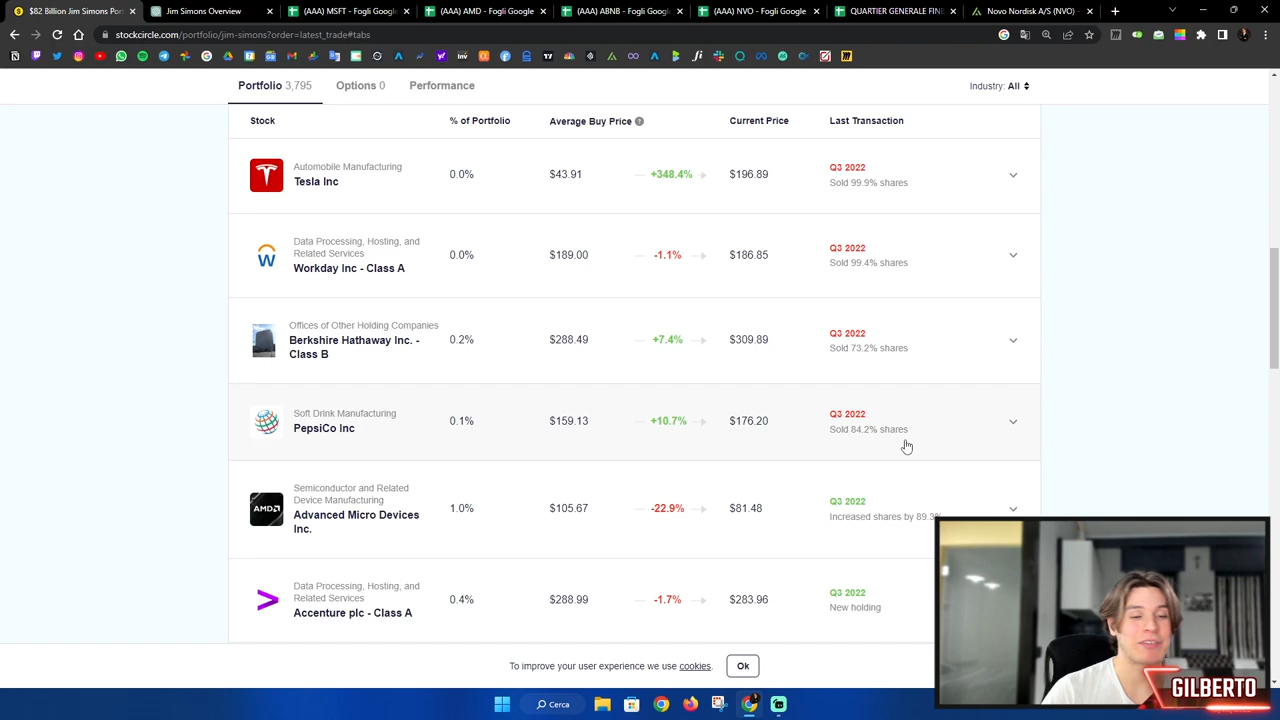 $82 Billion Jim Simons Por
Jim Simons Overview
(AAA) MSFT - Fogli Google
(AAA) AMD - Fogli Google
(AAA) ABNB - Fogli Google
(AAA) NVO - Fogli Google
QUARTIER GENERALE FIN
Novo Nordisk A/S (NVO) -
stockcircle.com/portfolio/jim-simons?order=latest_trade#tabs
Portfolio 3,795
Options 0
Performance
Industry: All
Stock
% of Portfolio
Average Buy Price
Current Price
Last Transaction
Automobile Manufacturing
Tesla Inc
0.0%
$43.91
+348.4%
$196.89
Q3 2022
Sold 99.9% shares
Data Processing, Hosting, and
Related Services
Workday Inc - Class A
0.0%
$189.00
-1.1%
$186.85
Q3 2022
Sold 99.4% shares
Offices of Other Holding Companies
Berkshire Hathaway Inc. -
Class B
0.2%
$288.49
+7.4%
$309.89
Q3 2022
Sold 73.2% shares
Soft Drink Manufacturing
PepsiCo Inc
0.1%
$159.13
+10.7%
$176.20
Q3 2022
Sold 84.2% shares
AMD
Semiconductor and Related
Device Manufacturing
Advanced Micro Devices
Inc.
1.0%
$105.67
-22.9%
$81.48
Q3 2022
Increased shares by 89.3%
Data Processing, Hosting, and
Related Services
Accenture plc - Class A
0.4%
$288.99
-1.7%
$283.96
Q3 2022
New holding
To improve your user experience we use cookies.
Ok
GILBERTO
Cerca